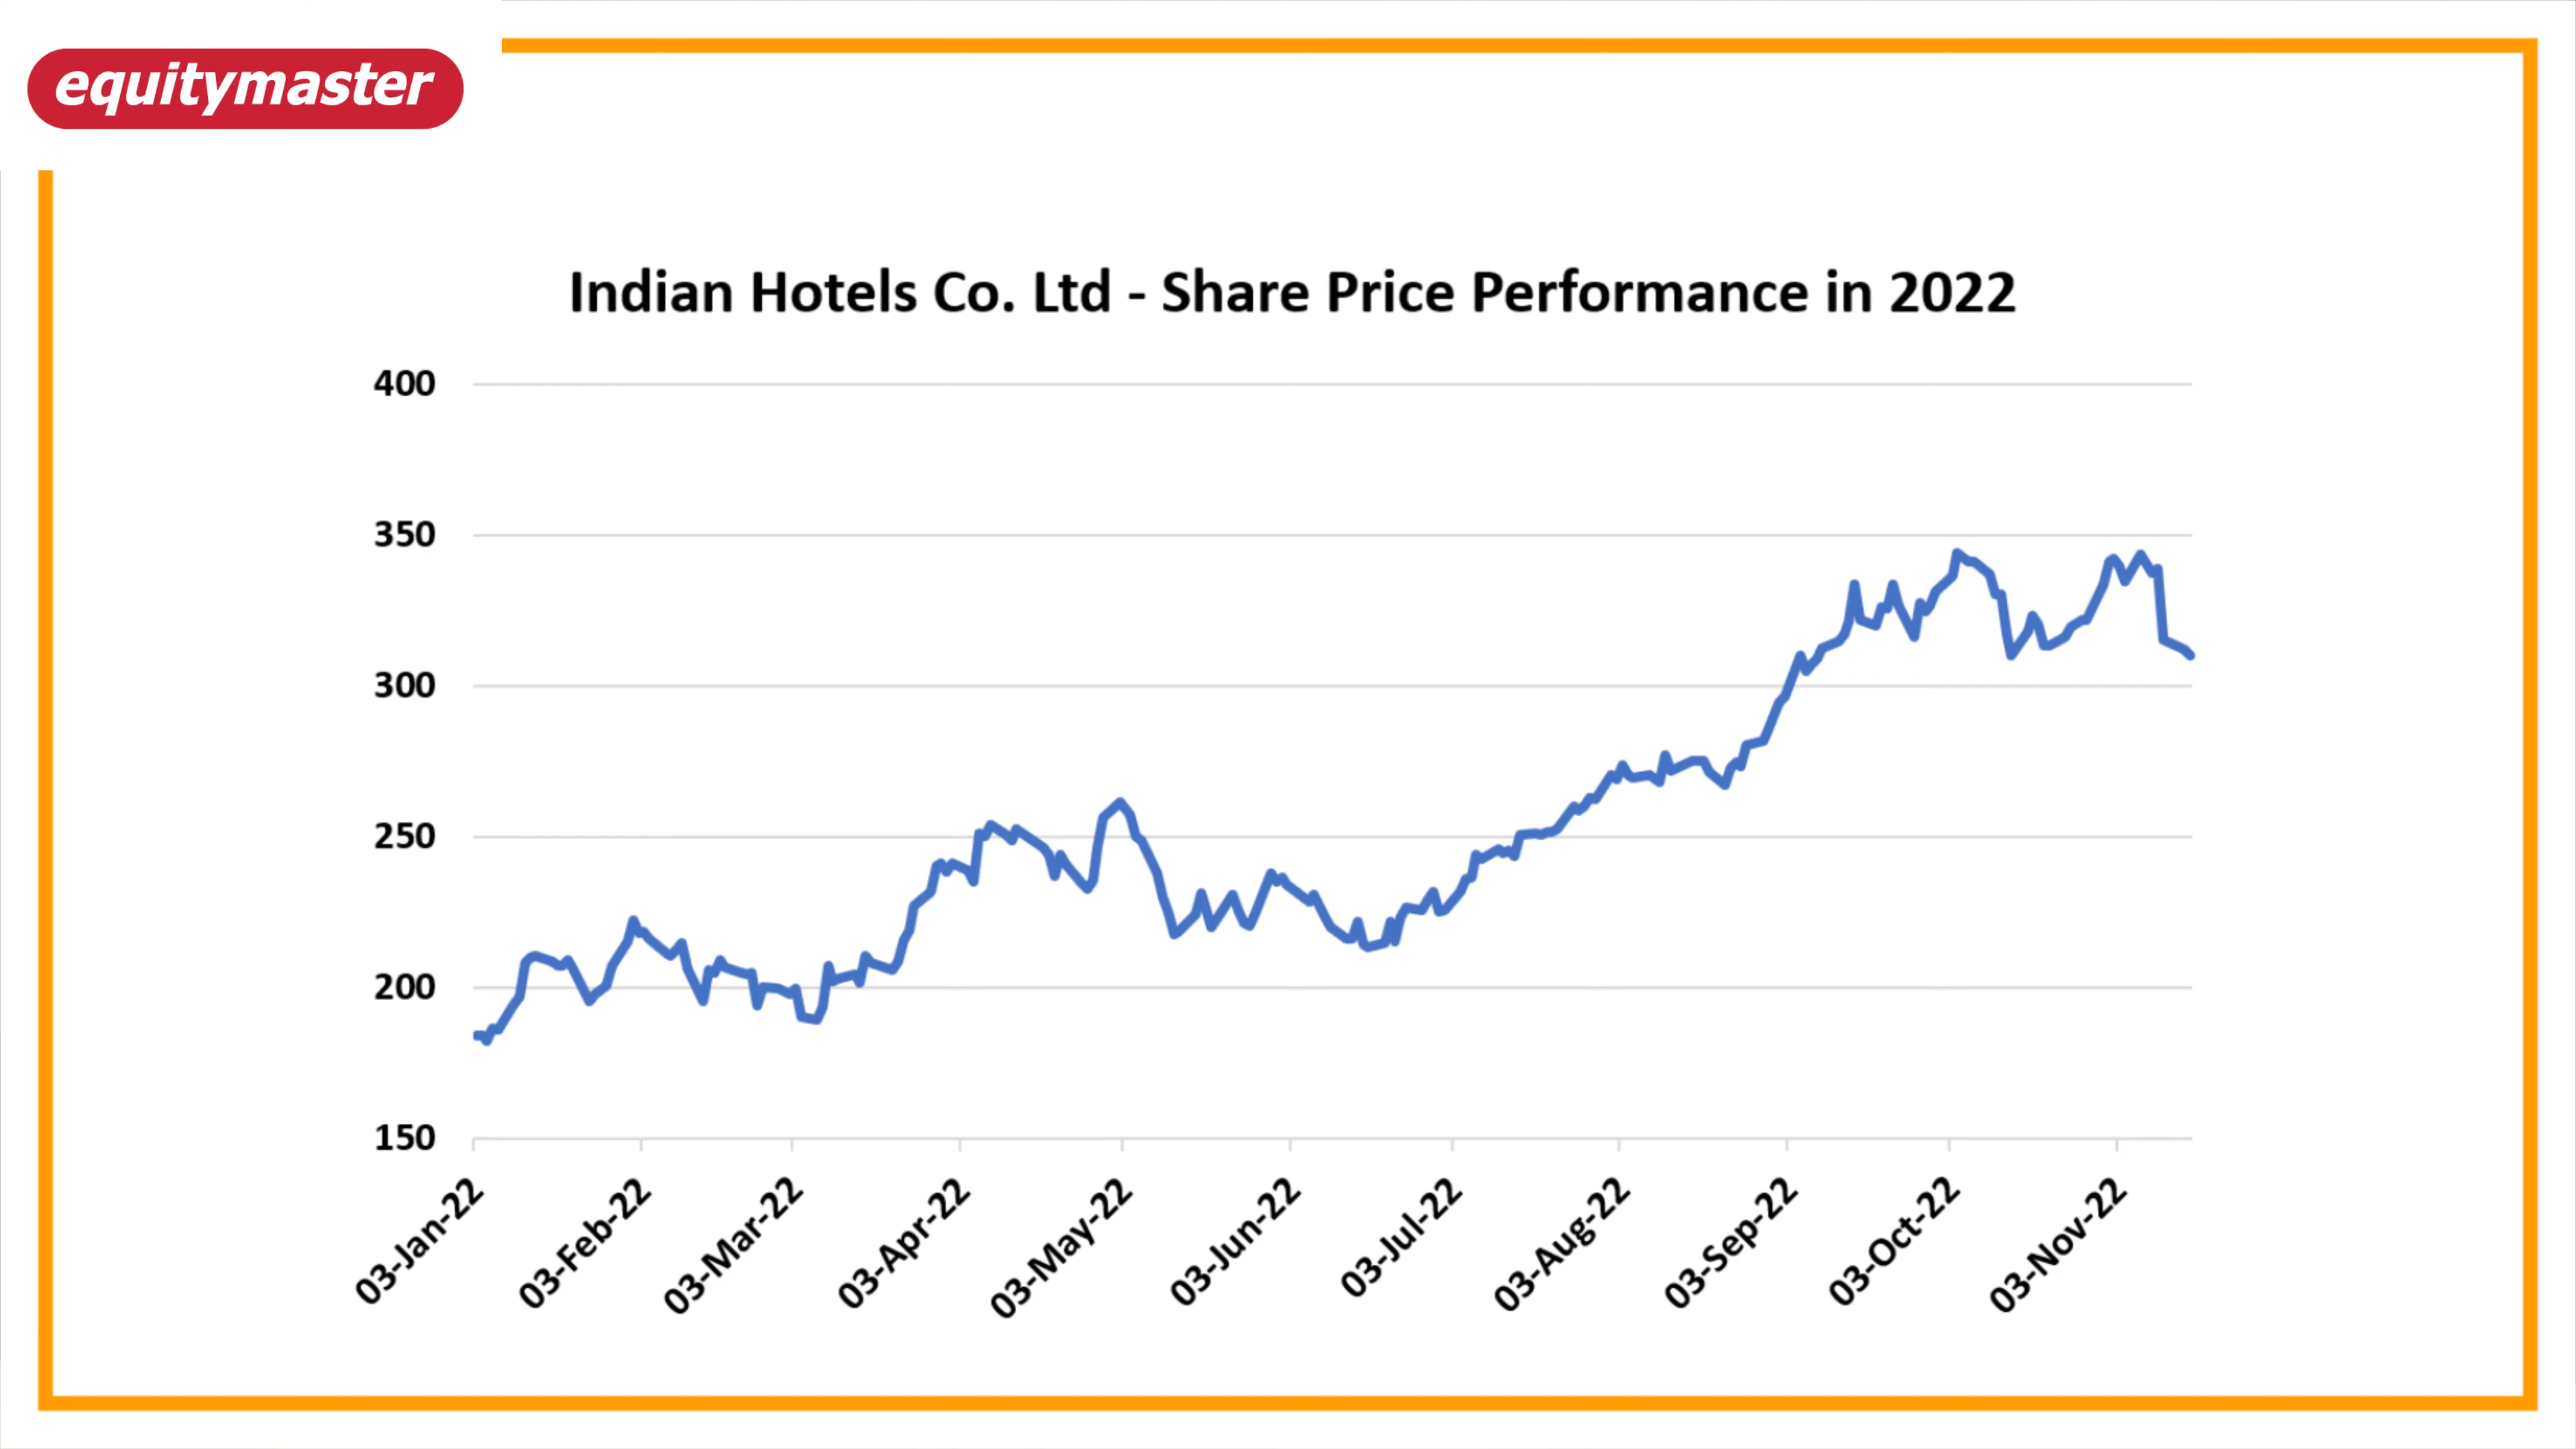 equitymaster
Indian Hotels Co. Ltd - Share Price Performance in 2022
400
350
300
250
200
150
03-Jan-22
03-Feb-22
03-Mar-22
03-Apr-22
03-May-22
03-Jun-22
03-Jul-22
03-Aug-22
03-Sep-22
03-Oct-22
03-Nov-22